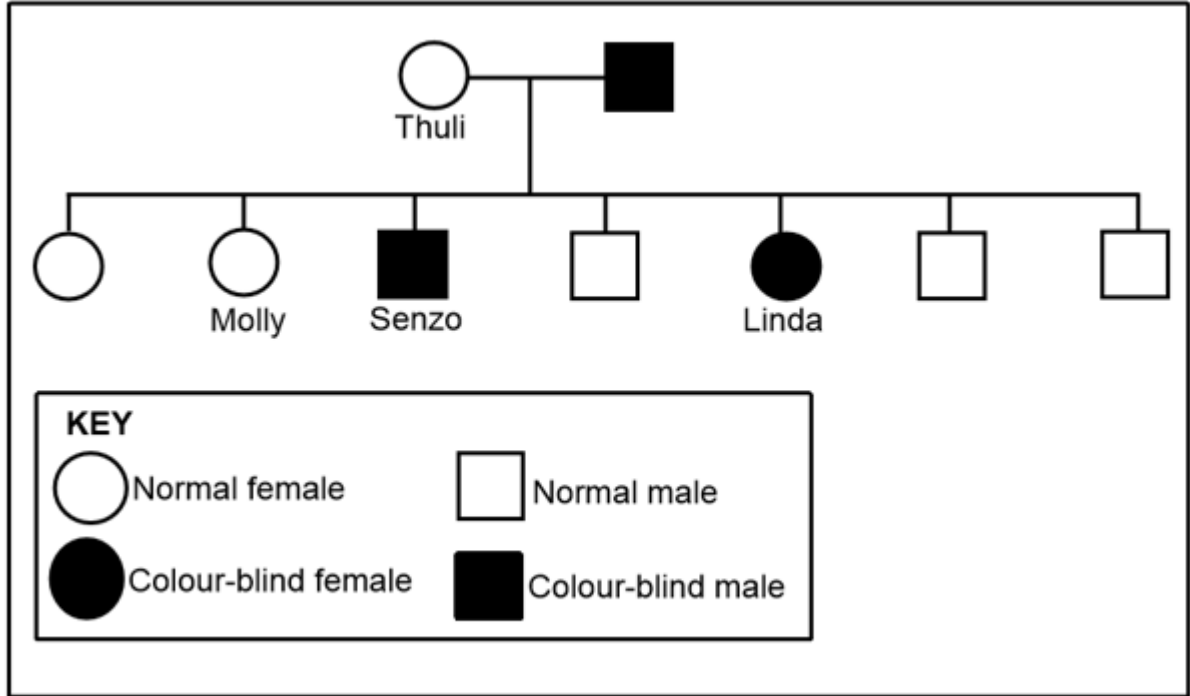 Thuli
Molly Senzo Linda
KEY
Normal female Normal male
Colour-blind female Colour-blind male